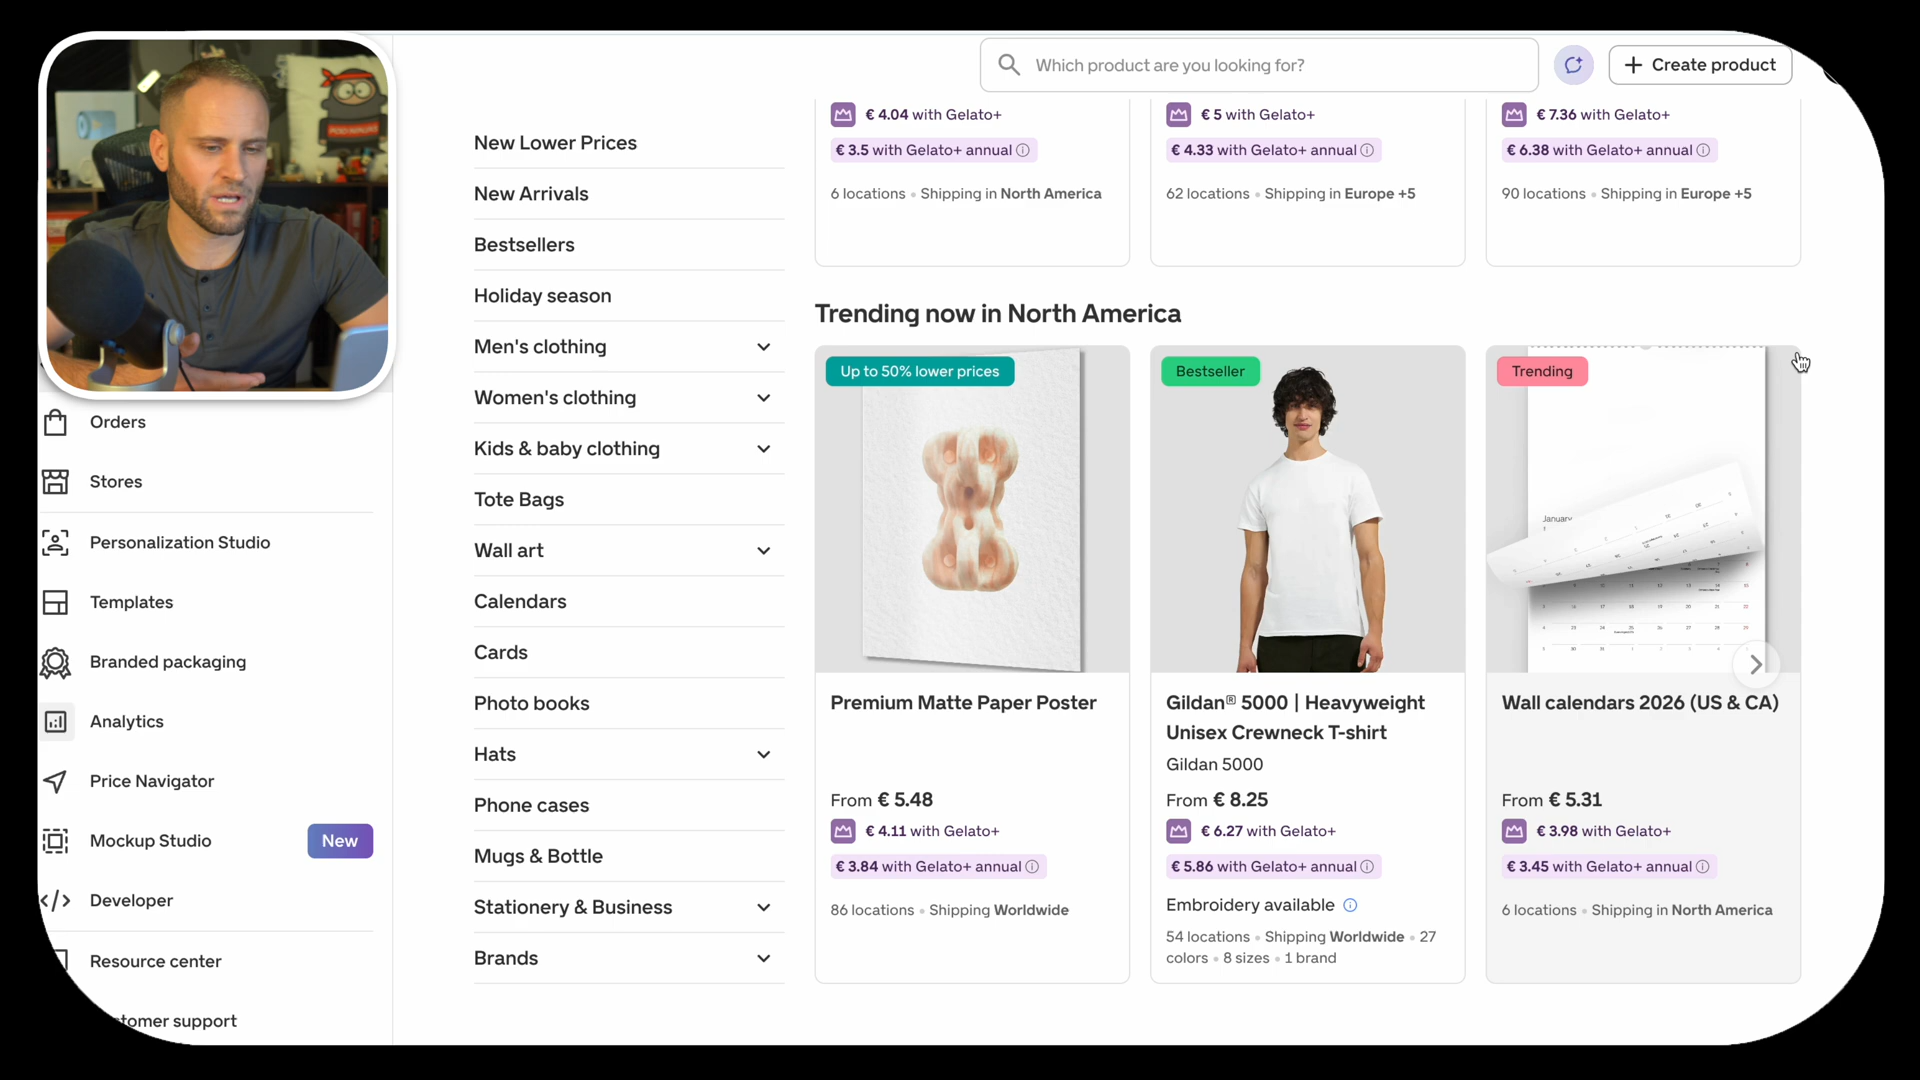 Which product are you looking for?
Create product
€ 4.04 with Gelato+
€ 3.5 with Gelato+ annual
6 locations • Shipping in North America
€ 5 with Gelato+
€ 4.33 with Gelato+ annual
62 locations • Shipping in Europe +5
€ 7.36 with Gelato+
€ 6.38 with Gelato+ annual
90 locations • Shipping in Europe +5
Orders
Stores
Personalization Studio
Templates
Branded packaging
Analytics
Price Navigator
Mockup Studio
New
Developer
Resource center
tomer support
New Lower Prices
New Arrivals
Bestsellers
Holiday season
Men's clothing
Women's clothing
Kids & baby clothing
Tote Bags
Wall art
Calendars
Cards
Photo books
Hats
Phone cases
Mugs & Bottle
Stationery & Business
Brands
Trending now in North America
Up to 50% lower prices
Premium Matte Paper Poster
From € 5.48
€ 4.11 with Gelato+
€ 3.84 with Gelato+ annual
86 locations • Shipping Worldwide
Bestseller
Gildan® 5000 | Heavyweight
Unisex Crewneck T-shirt
Gildan 5000
From € 8.25
€ 6.27 with Gelato+
€ 5.86 with Gelato+ annual
Embroidery available
54 locations • Shipping Worldwide • 27
colors • 8 sizes • 1 brand
Trending
January
Wall calendars 2026 (US & CA)
From € 5.31
€ 3.98 with Gelato+
€ 3.45 with Gelato+ annual
6 locations • Shipping in North America